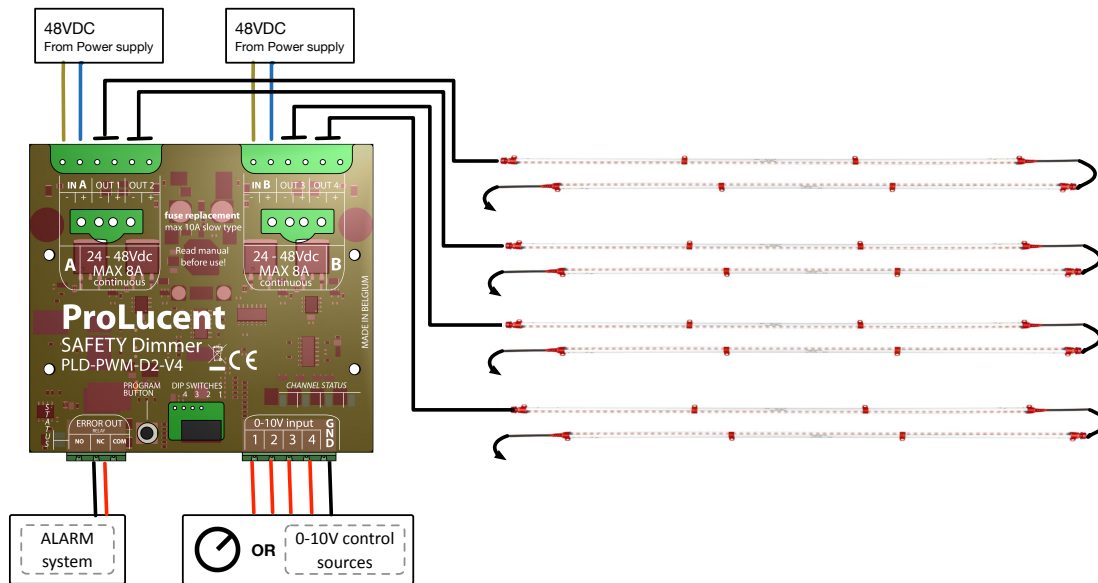 48VDC
From Power supply
48VDC
From Power supply
IN A OUT 1 OUT 2
- + - + - +
IN B OUT 3 OUT 4
- + - + - +
fuse replacement
max 10A slow type
Read manual
before use!
A
24 - 48Vdc
MAX 8A
continuous
24 - 48Vdc
MAX 8A
continuous
B
MADE IN BELGIUM
ProLucent
SAFETY Dimmer
PLD-PWM-D2-V4
CE
PROGRAM
BUTTON
DIP SWITCHES
4 3 2 1
CHANNEL STATUS
STATUS
ERROR OUT
RELAY
NO NC COM
0-10V input
1 2 3 4
GND
ALARM
system
OR
0-10V control
sources